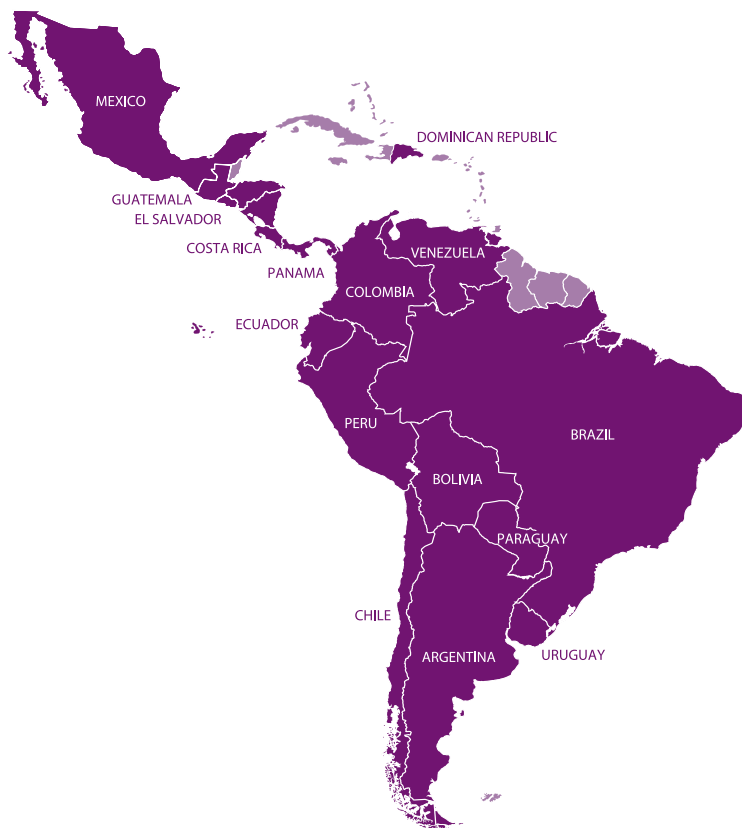 MEXICO
DOMINICAN REPUBLIC
GUATEMALA
EL SALVADOR
COSTA RICA
VENEZUELA
PANAMA
COLOMBIA
ECUADOR
PERU
BRAZIL
BOLIVIA
PARAGUAY
CHILE
ARGENTINA
URUGUAY